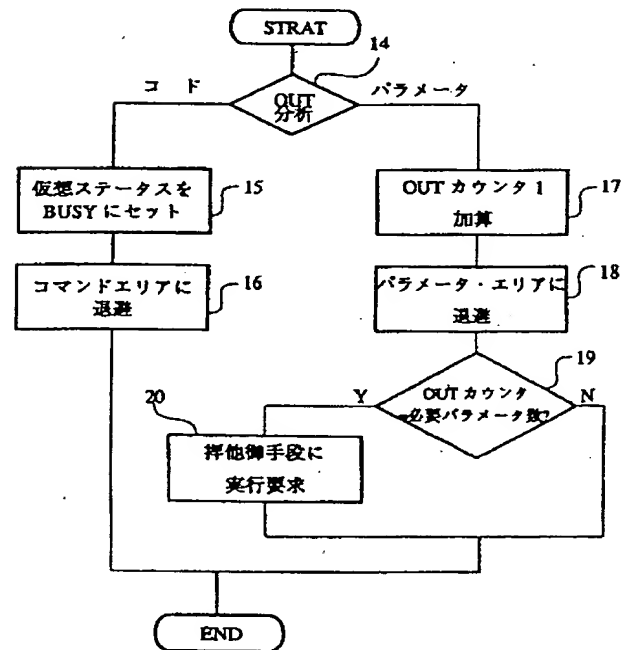 STRAT
14
コード
OUT
分析
パラメータ
仮想ステータスを
BUSY にセット
15
OUT カウンタ 1
加算
17
コマンドエリアに
退避
16
パラメータ・エリアに
退避
18
19
OUT カウンタ
=必要パラメータ数?
Y
N
20
排他御手段に
実行要求
END